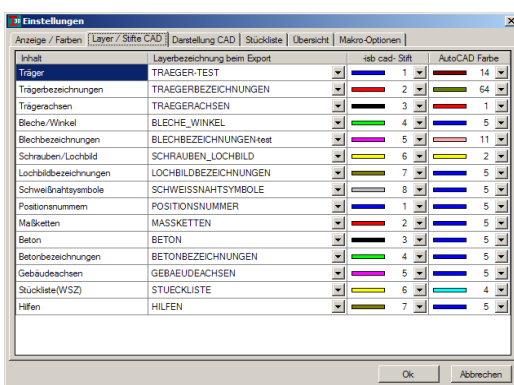 Einstellungen
Anzeige / Farben Layer / Stifte CAD Darstellung CAD Stückliste Übersicht Makro-Optionen
Inhalt Layerbezeichnung beim Export -isb cad- Stift AutoCAD Farbe
Träger TRAEGER-TEST 1 14
Trägerbezeichnungen TRAEGERBEZEICHNUNGEN 2 64
Trägerachsen TRAEGERACHSEN 3 1
Bleche/Winkel BLECHE_WINKEL 4 5
Blechbezeichnungen BLECHBEZEICHNUNGEN-test 5 11
Schrauben/Lochbild SCHRAUBEN_LOCHBILD 6 2
Lochbildbezeichnungen LOCHBILDBEZEICHNUNGEN 7 5
Schweißnahtsysmbole SCHWEISSNAHTSYMBOLE 8 5
Positionsnummern POSITIONSNUMMER 1 5
Maßketten MASSKETTEN 2 5
Beton BETON 3 5
Betonbezeichnungen BETONBEZEICHNUNGEN 4 5
Gebäudeachsen GEBAEUDEACHSEN 5 5
Stückliste(WSZ) STUECKLISTE 6 4
Hilfen HILFEN 7 5
Ok Abbrechen